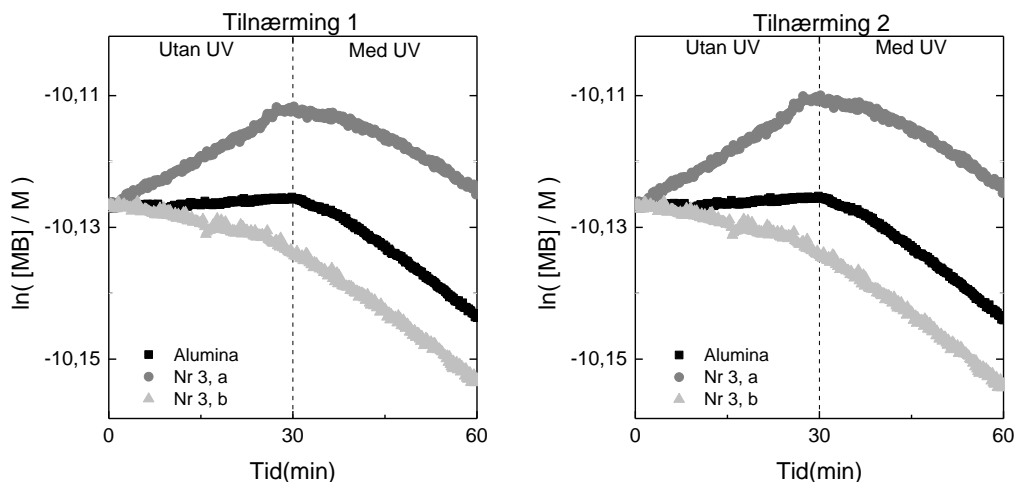 Tilnærming 1
Utan UV
Med UV
-10,11
-10,13
-10,15
ln( [MB] / M )
Alumina
Nr 3, a
Nr 3, b
0
30
60
Tid(min)
Tilnærming 2
Utan UV
Med UV
-10,11
-10,13
-10,15
ln( [MB] / M )
Alumina
Nr 3, a
Nr 3, b
0
30
60
Tid(min)